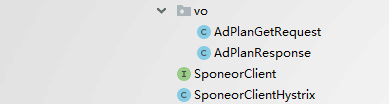 vo
C AdPlanGetRequest
C AdPlanResponse
I SponeorClient
C SponeorClientHystrix